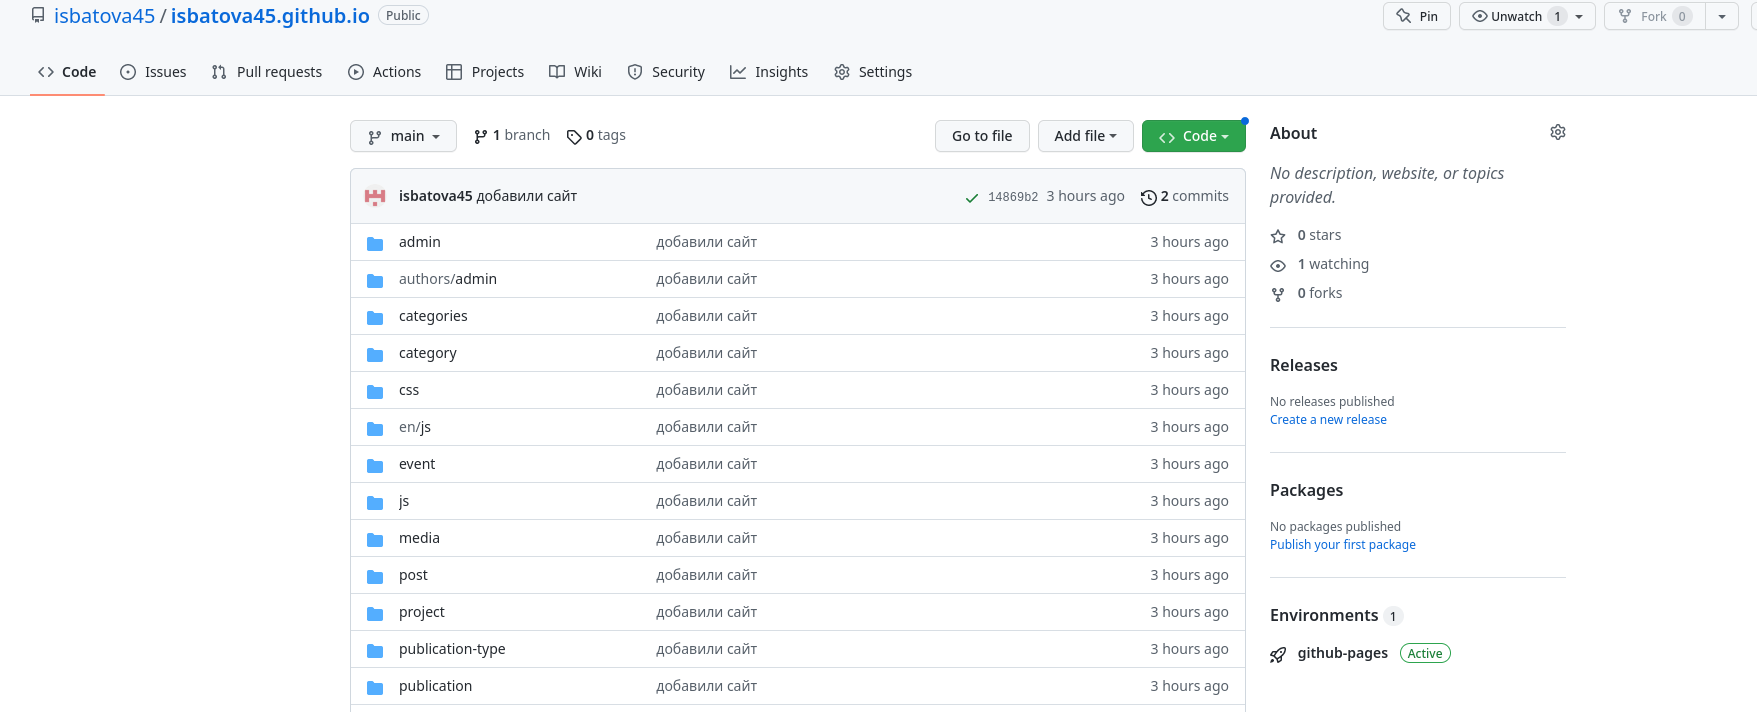 isbatova45 / isbatova45.github.io Public
Pin Unwatch 1 Fork 0
Code Issues Pull requests Actions Projects Wiki Security Insights Settings
main 1 branch 0 tags Go to file Add file Code
isbatova45 добавили сайт 14869b2 3 hours ago 2 commits
admin добавили сайт 3 hours ago
authors/admin добавили сайт 3 hours ago
categories добавили сайт 3 hours ago
category добавили сайт 3 hours ago
css добавили сайт 3 hours ago
en/js добавили сайт 3 hours ago
event добавили сайт 3 hours ago
js добавили сайт 3 hours ago
media добавили сайт 3 hours ago
post добавили сайт 3 hours ago
project добавили сайт 3 hours ago
publication-type добавили сайт 3 hours ago
publication добавили сайт 3 hours ago
About
No description, website, or topics
provided.
0 stars
1 watching
0 forks
Releases
No releases published
Create a new release
Packages
No packages published
Publish your first package
Environments 1
github-pages Active